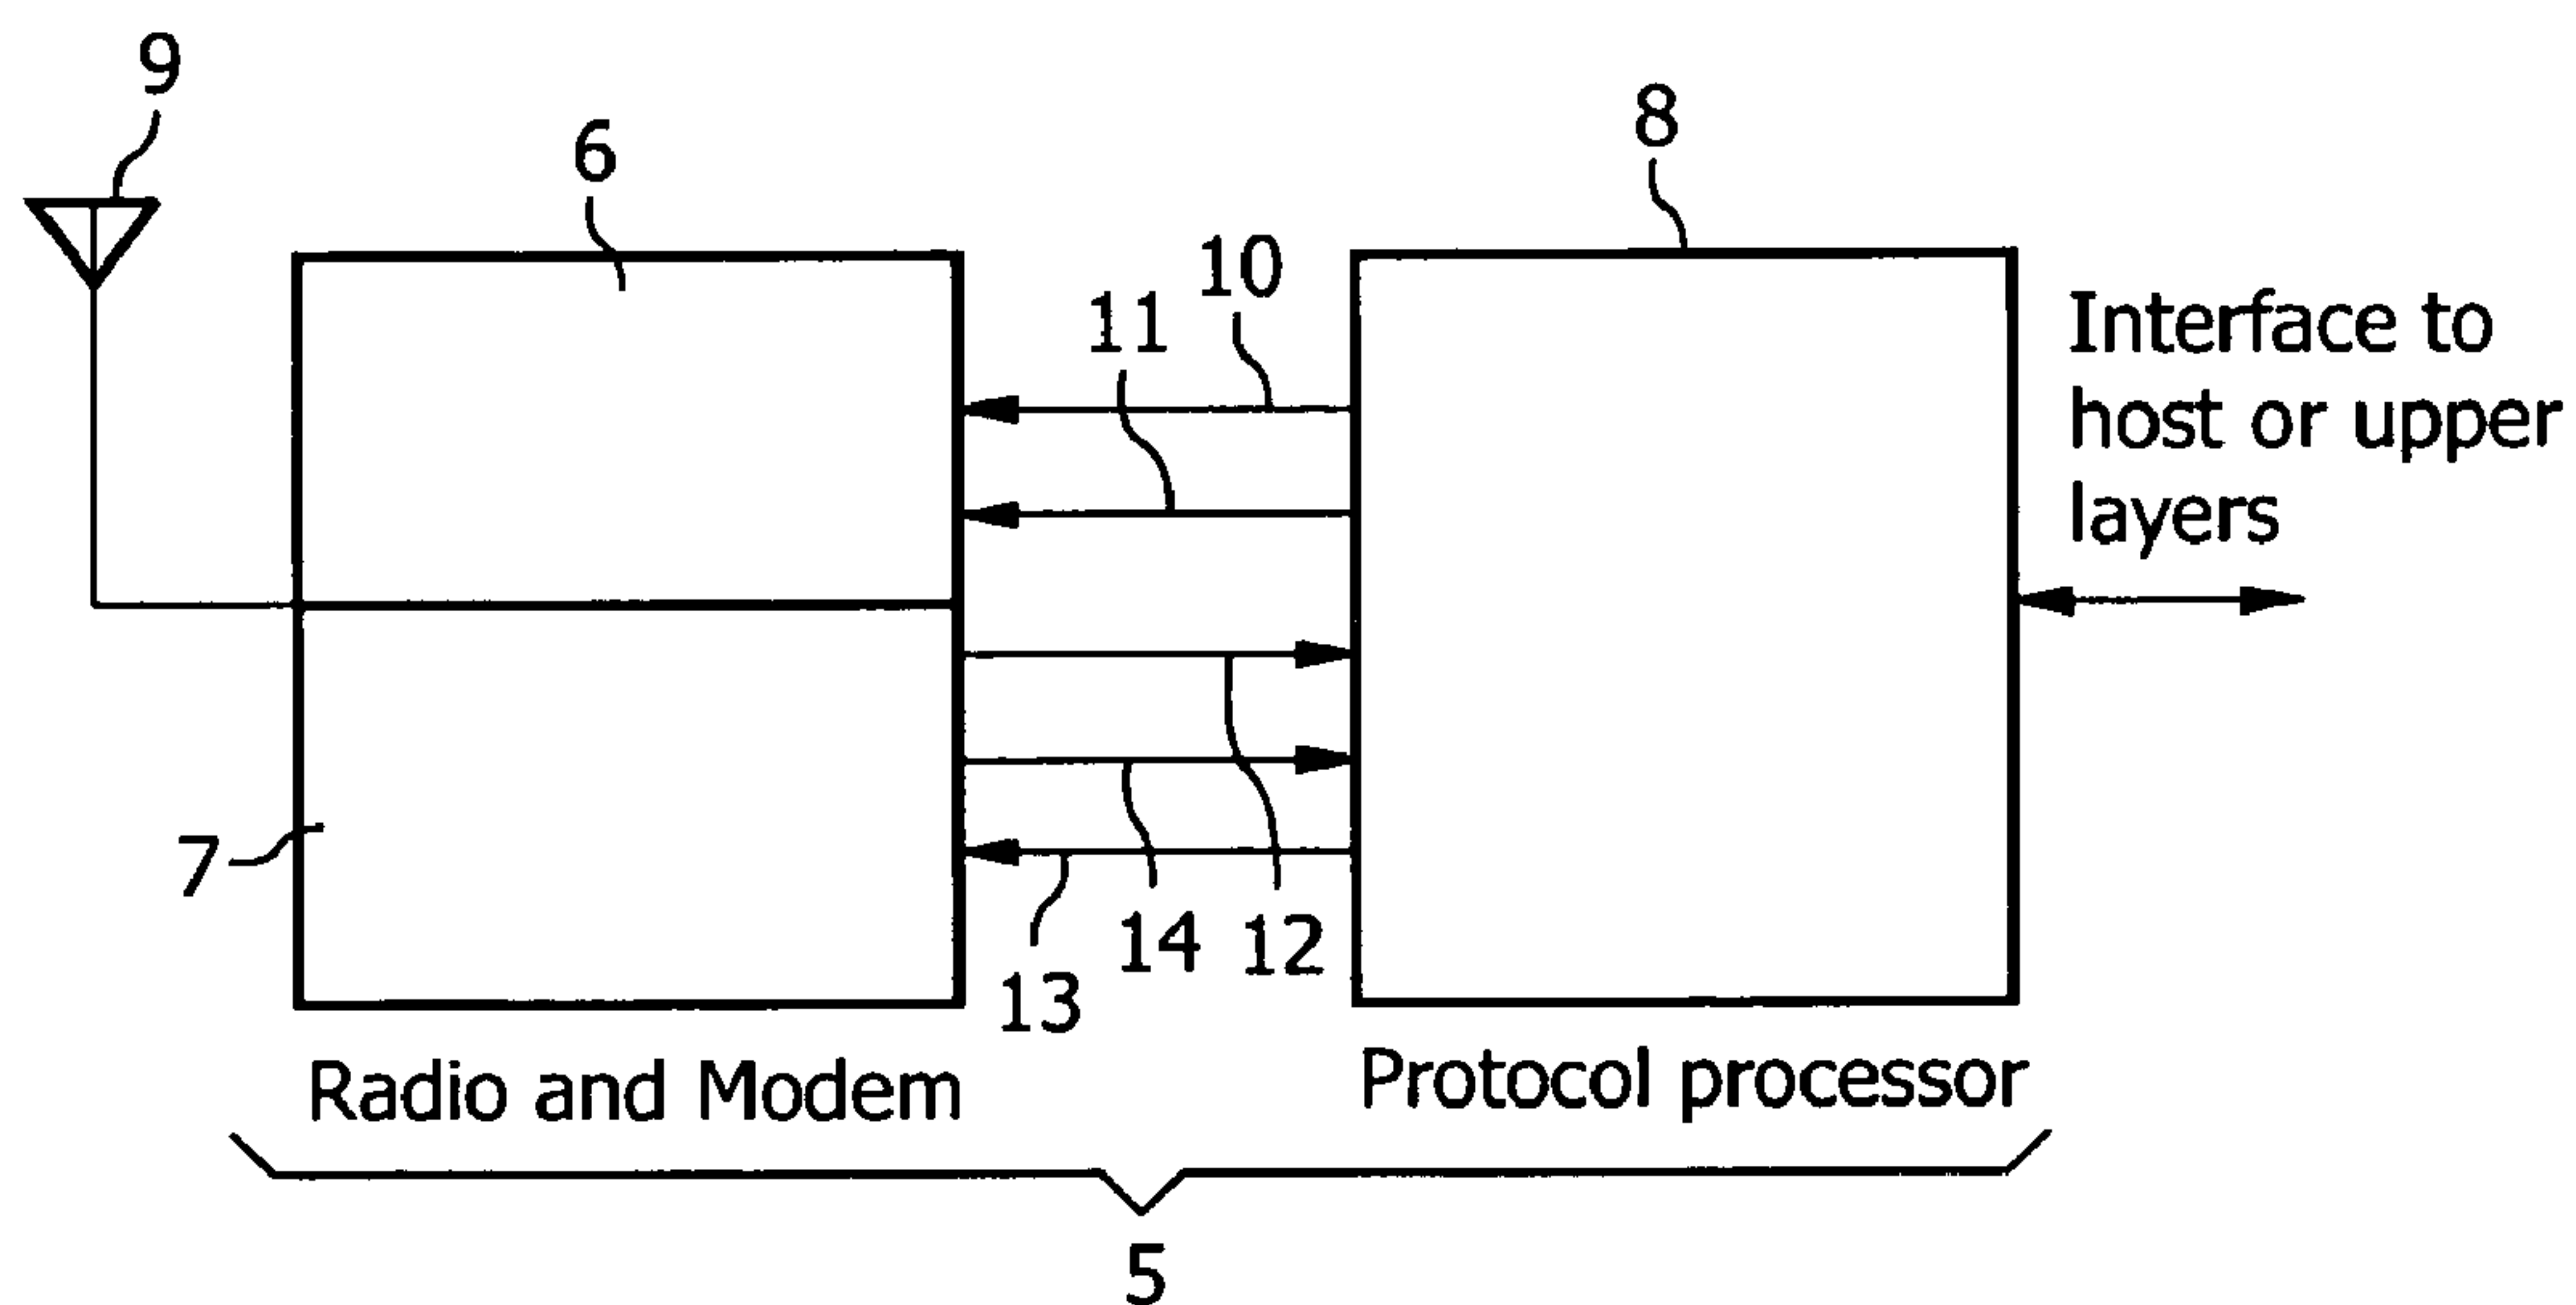 9
6
8
10
11
Interface to
host or upper
layers
7
14
12
13
Radio and Modem
Protocol processor
5